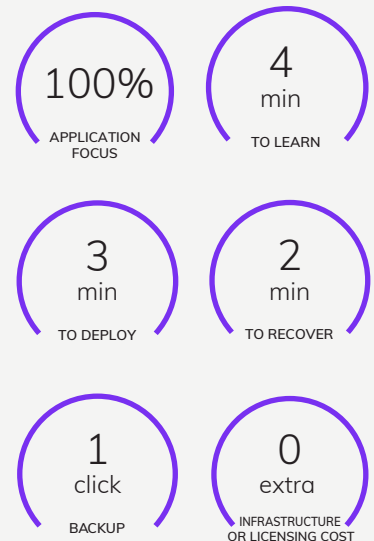 100%
APPLICATION
FOCUS
4
min
TO LEARN
3
min
TO DEPLOY
2
min
TO RECOVER
1
click
BACKUP
0
extra
INFRASTRUCTURE
OR LICENSING COST